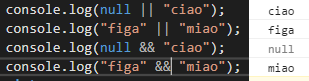 console.log(null || "ciao"); ciao
console.log("figa" || "miao"); figa
console.log(null && "ciao"); null
console.log("figa" && "miao"); miao